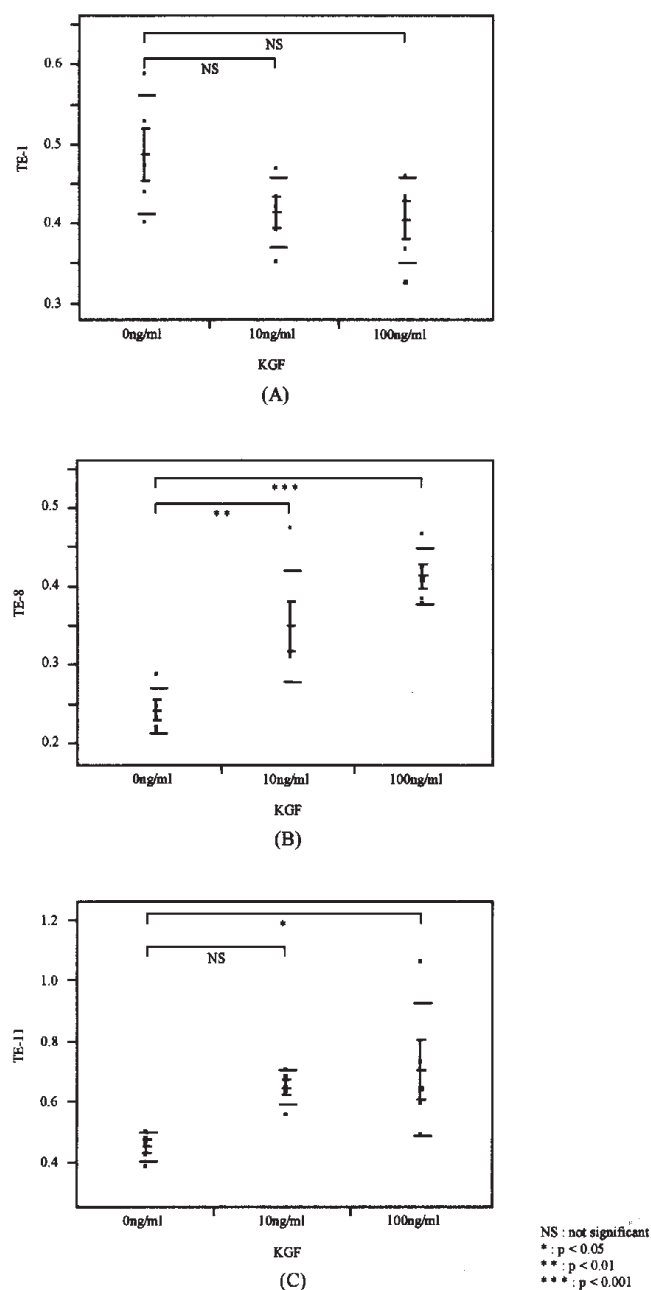 NS
NS
0.6
0.5
0.4
0.3
TE-1
0ng/ml 10ng/ml 100ng/ml
KGF
(A)
***
**
0.5
0.4
0.3
0.2
TE-8
0ng/ml 10ng/ml 100ng/ml
KGF
(B)
*
NS
1.2
1.0
0.8
0.6
0.4
TE-11
0ng/ml 10ng/ml 100ng/ml
KGF
(C)
NS : not significant
* : p < 0.05
** : p < 0.01
*** : p < 0.001